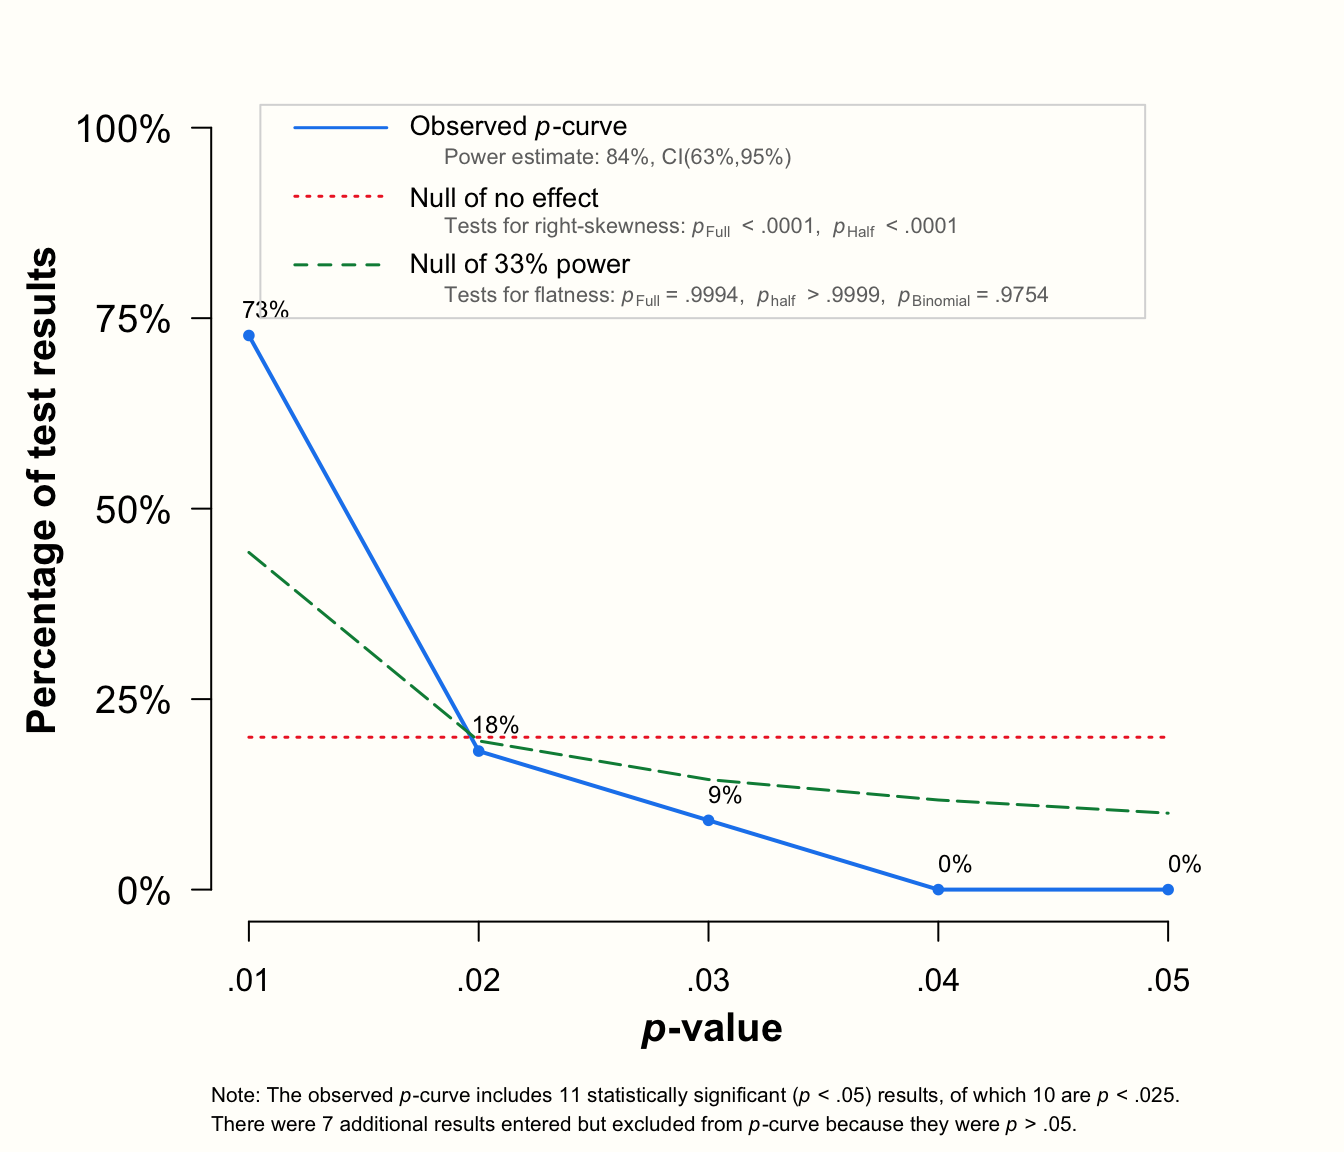 Observed p-curve
Power estimate: 84%, CI(63%,95%)
Null of no effect
Tests for right-skewness: pFull < .0001, pHalf < .0001
Null of 33% power
Tests for flatness: pFull = .9994, phalf > .9999, pBinomial = .9754
100%
75%
50%
25%
0%
Percentage of test results
73%
18%
9%
0%
0%
.01 .02 .03 .04 .05
p-value
Note: The observed p-curve includes 11 statistically significant (p < .05) results, of which 10 are p < .025.
There were 7 additional results entered but excluded from p-curve because they were p > .05.